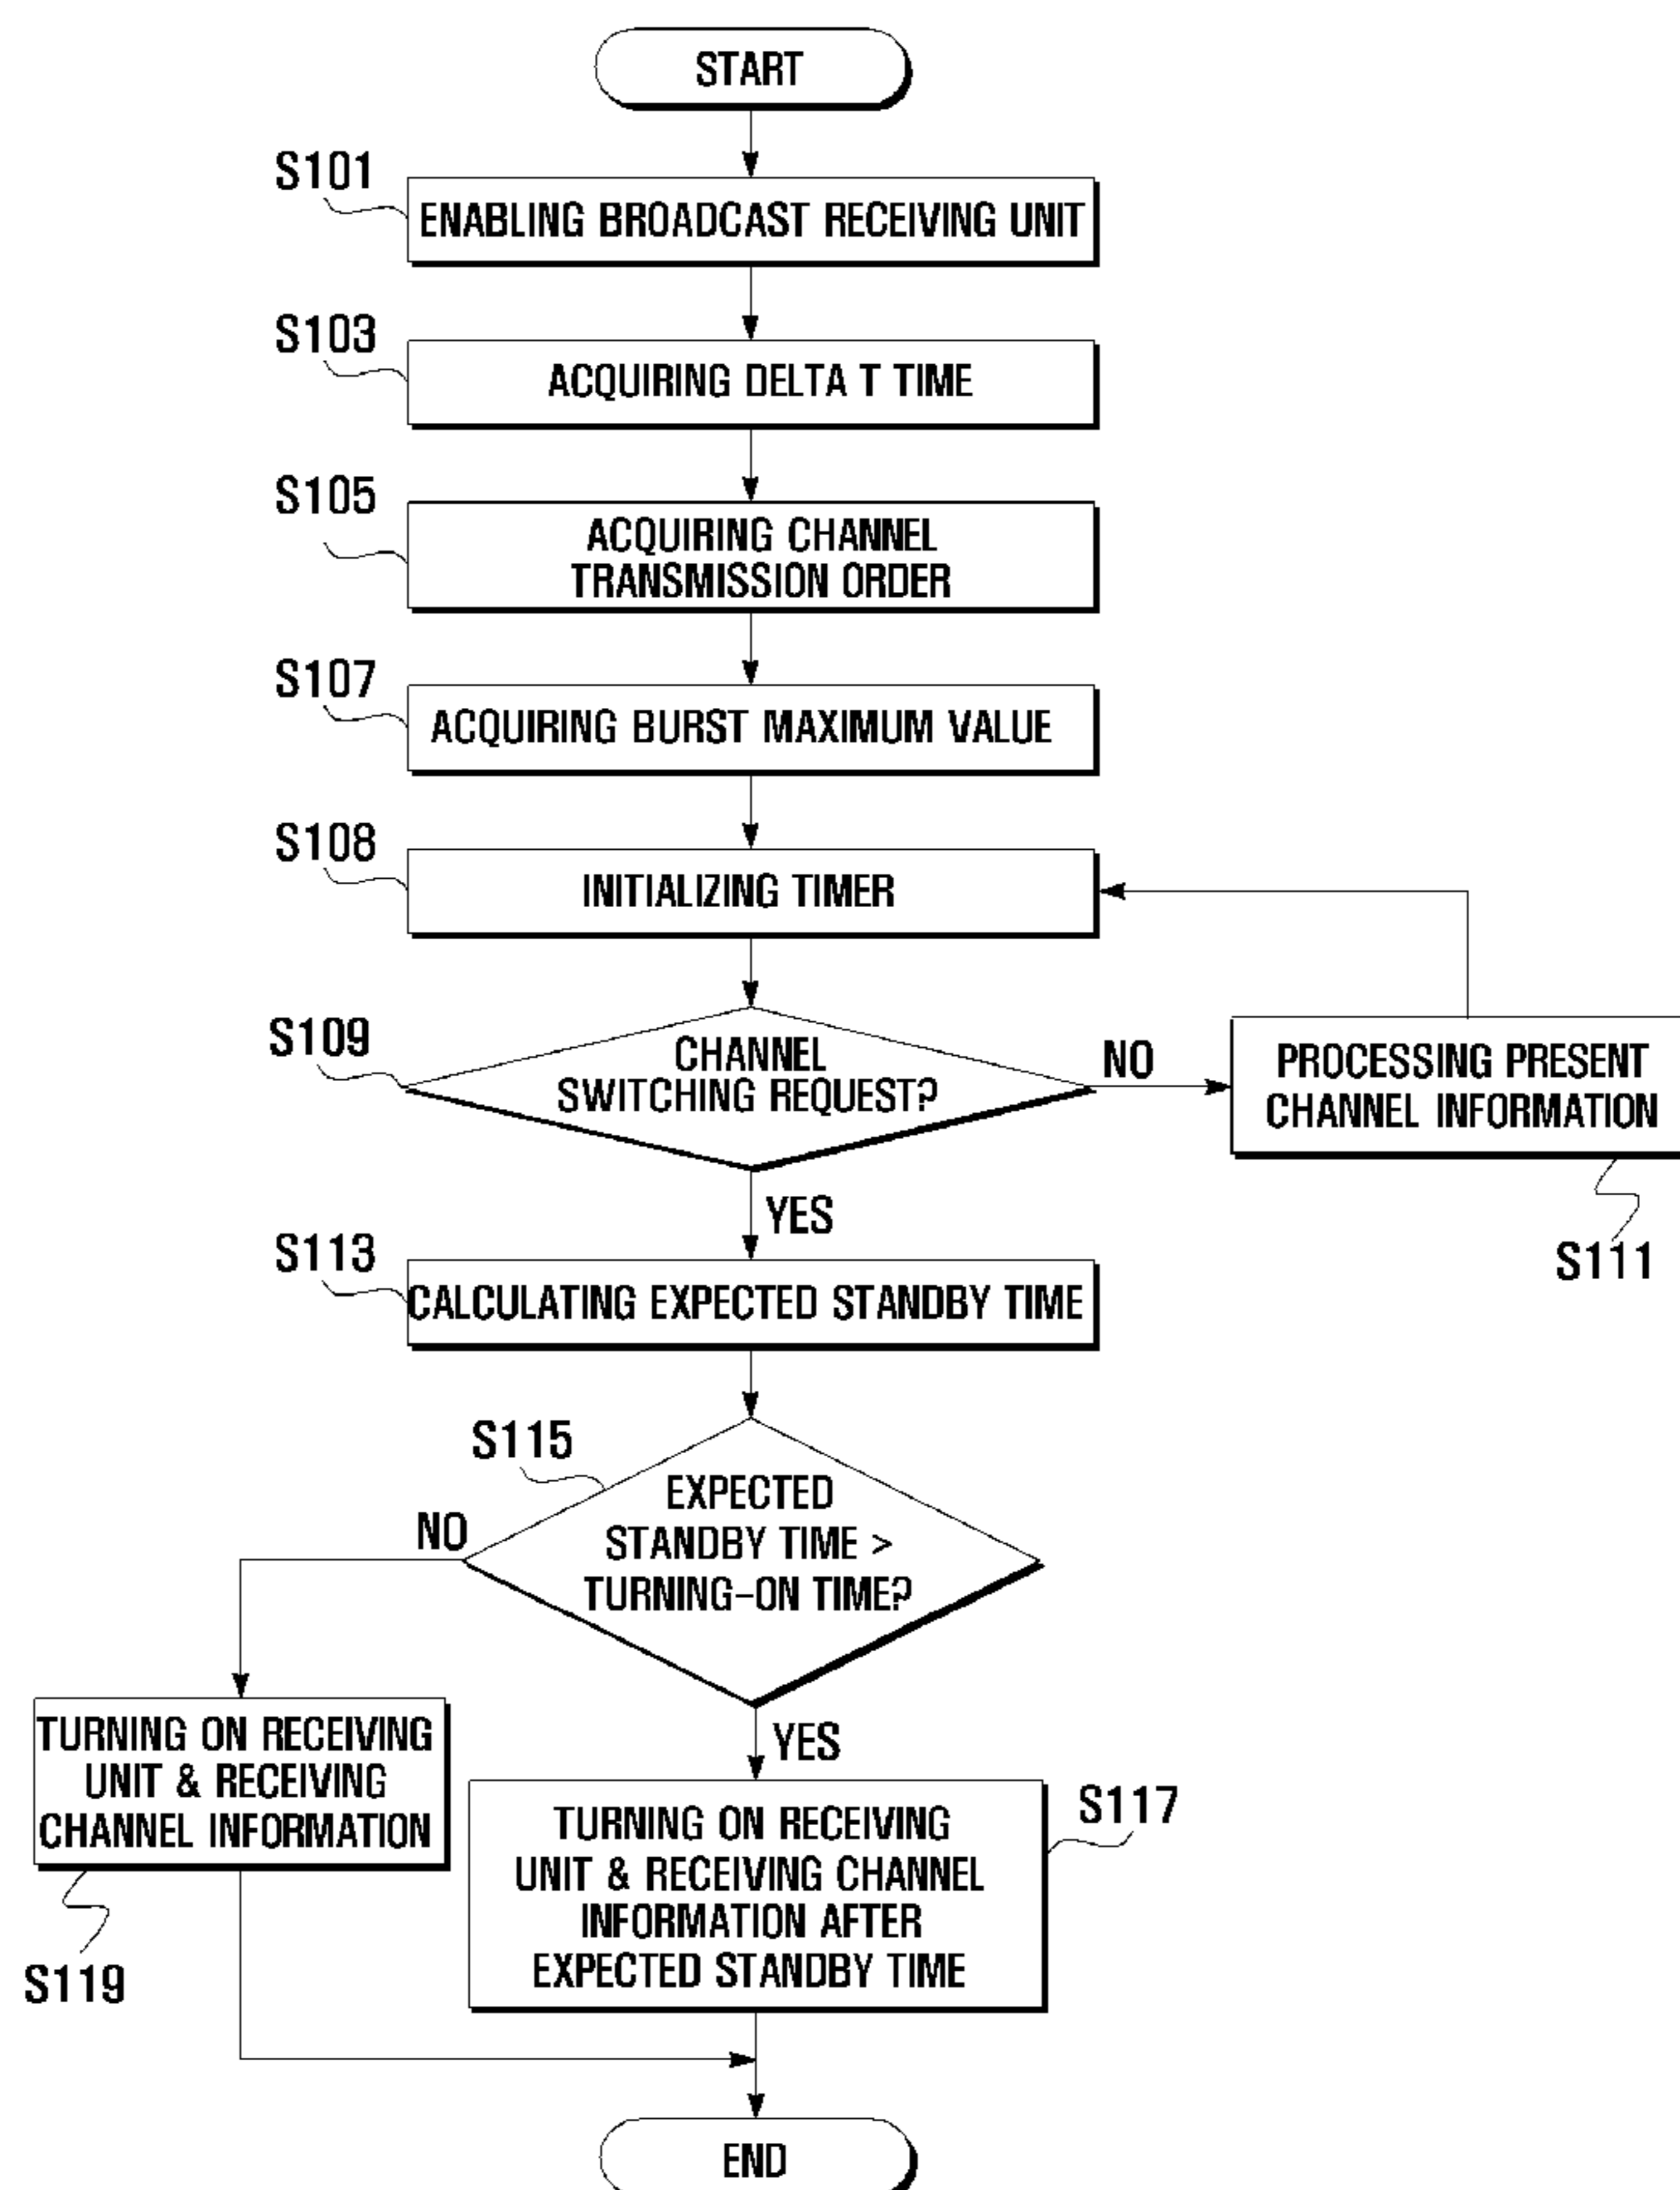 START
S101
ENABLING BROADCAST RECEIVING UNIT
S103
ACQUIRING DELTA T TIME
S105
ACQUIRING CHANNEL
TRANSMISSION ORDER
S107
ACQUIRING BURST MAXIMUM VALUE
S108
INITIALIZING TIMER
S109
CHANNEL
SWITCHING REQUEST?
NO
PROCESSING PRESENT
CHANNEL INFORMATION
S111
YES
S113
CALCULATING EXPECTED STANDBY TIME
S115
EXPECTED
STANDBY TIME >
TURNING-ON TIME?
NO
TURNING ON RECEIVING
UNIT & RECEIVING
CHANNEL INFORMATION
S119
YES
S117
TURNING ON RECEIVING
UNIT & RECEIVING CHANNEL
INFORMATION AFTER
EXPECTED STANDBY TIME
END